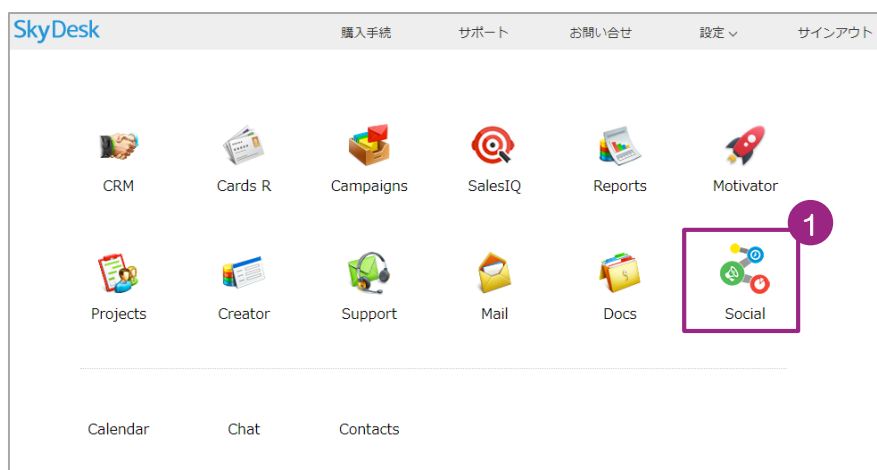 SkyDesk 購入手続 サポート お問い合せ 設定 サインアウト
CRM Cards R Campaigns SalesIQ Reports Motivator
1
Projects Creator Support Mail Docs Social
Calendar Chat Contacts